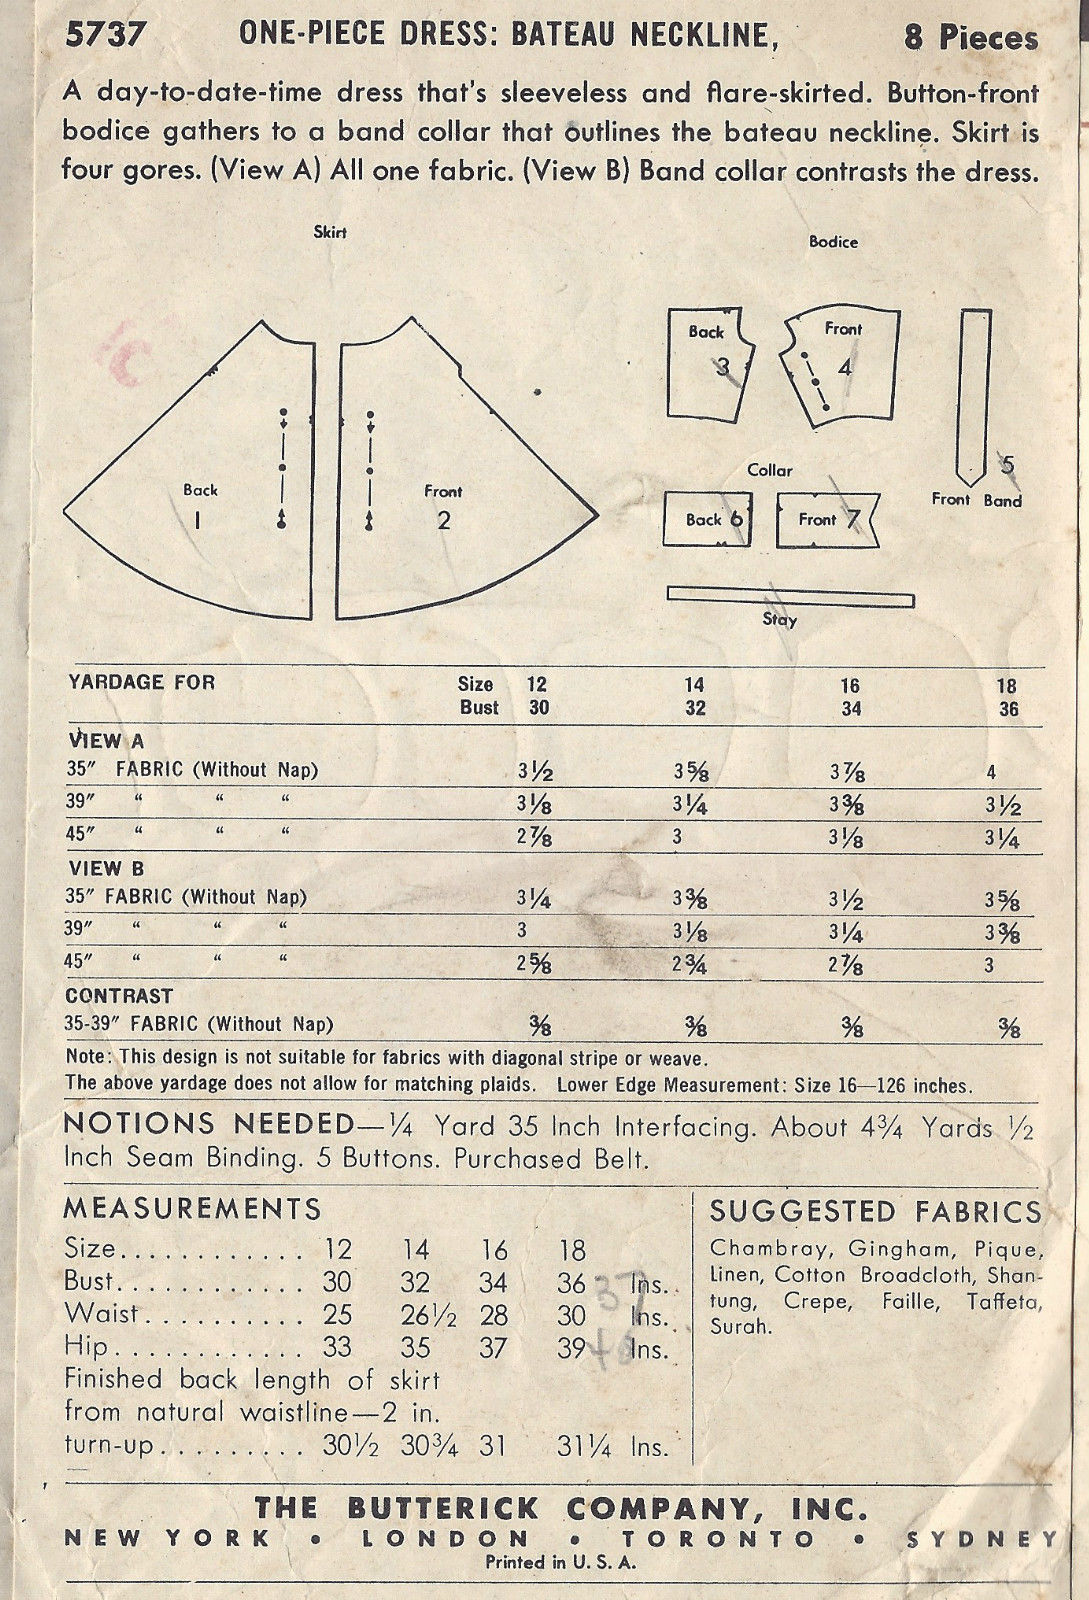 5737 ONE-PIECE DRESS: BATEAU NECKLINE, 8 Pieces
A day-to-date-time dress that's sleeveless and flare-skirted. Button-front
bodice gathers to a band collar that outlines the bateau neckline. Skirt is
four gores. (View A) All one fabric. (View B) Band collar contrasts the dress.
Skirt
Bodice
Back
1
Front
2
Back
3
Front
4
5
Front Band
Collar
Back 6
Front 7
Stay
YARDAGE FOR Size 12 14 16 18
Bust 30 32 34 36
VIEW A
35″ FABRIC (Without Nap) 3½ 3⅝ 3⅞ 4
39″ “ “ “ 3⅛ 3¼ 3⅜ 3½
45″ “ “ “ 2⅞ 3 3⅛ 3¼
VIEW B
35″ FABRIC (Without Nap) 3¼ 3⅜ 3½ 3⅝
39″ “ “ “ 3 3⅛ 3¼ 3⅜
45″ “ “ “ 2⅝ 2¾ 2⅞ 3
CONTRAST
35-39″ FABRIC (Without Nap) ⅜ ⅜ ⅜ ⅜
Note: This design is not suitable for fabrics with diagonal stripe or weave.
The above yardage does not allow for matching plaids. Lower Edge Measurement: Size 16—126 inches.
NOTIONS NEEDED—¼ Yard 35 Inch Interfacing. About 4¾ Yards ½
Inch Seam Binding. 5 Buttons. Purchased Belt.
MEASUREMENTS
Size............ 12 14 16 18
Bust............ 30 32 34 36 37 Ins.
Waist.......... 25 26½ 28 30 Ins.
Hip............ 33 35 37 39 Ins.
Finished back length of skirt
from natural waistline—2 in.
turn-up......... 30½ 30¾ 31 31¼ Ins.
SUGGESTED FABRICS
Chambray, Gingham, Pique,
Linen, Cotton Broadcloth, Shan-
tung, Crepe, Faille, Taffeta,
Surah.
THE BUTTERICK COMPANY, INC.
NEW YORK • LONDON • TORONTO • SYDNEY
Printed in U. S. A.